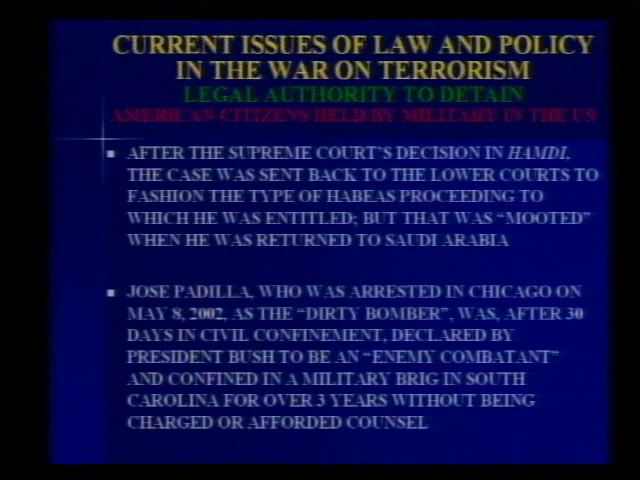 CURRENT ISSUES OF LAW AND POLICY
IN THE WAR ON TERRORISM
LEGAL AUTHORITY TO DETAIN
AMERICAN CITIZENS HELD BY MILITARY IN THE US
AFTER THE SUPREME COURT'S DECISION IN HAMDI,
THE CASE WAS SENT BACK TO THE LOWER COURTS TO
FASHION THE TYPE OF HABEAS PROCEEDING TO
WHICH HE WAS ENTITLED; BUT THAT WAS "MOOTED"
WHEN HE WAS RETURNED TO SAUDI ARABIA
JOSE PADILLA, WHO WAS ARRESTED IN CHICAGO ON
MAY 8, 2002, AS THE "DIRTY BOMBER", WAS, AFTER 30
DAYS IN CIVIL CONFINEMENT, DECLARED BY
PRESIDENT BUSH TO BE AN "ENEMY COMBATANT"
AND CONFINED IN A MILITARY BRIG IN SOUTH
CAROLINA FOR OVER 3 YEARS WITHOUT BEING
CHARGED OR AFFORDED COUNSEL